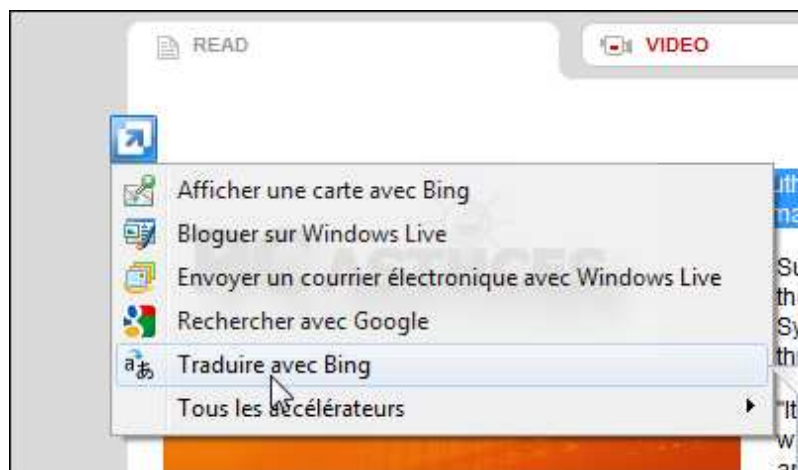 READ
VIDEO
Afficher une carte avec Bing
Bloguer sur Windows Live
Envoyer un courrier électronique avec Windows Live
Rechercher avec Google
Traduire avec Bing
Tous les accélérateurs
ASTUCES